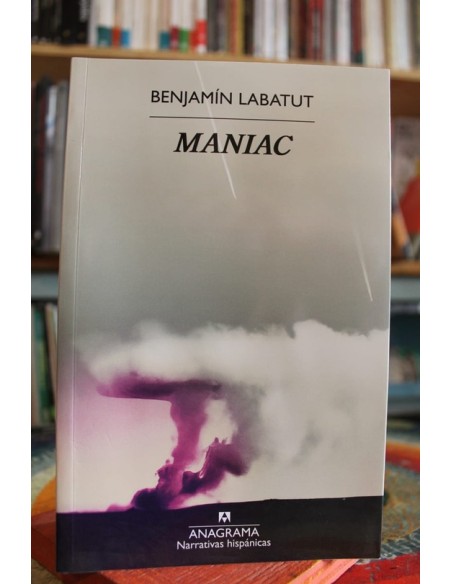 BENJAMÍN LABATUT
MANIAC
ANAGRAMA
Narrativas hispánicas